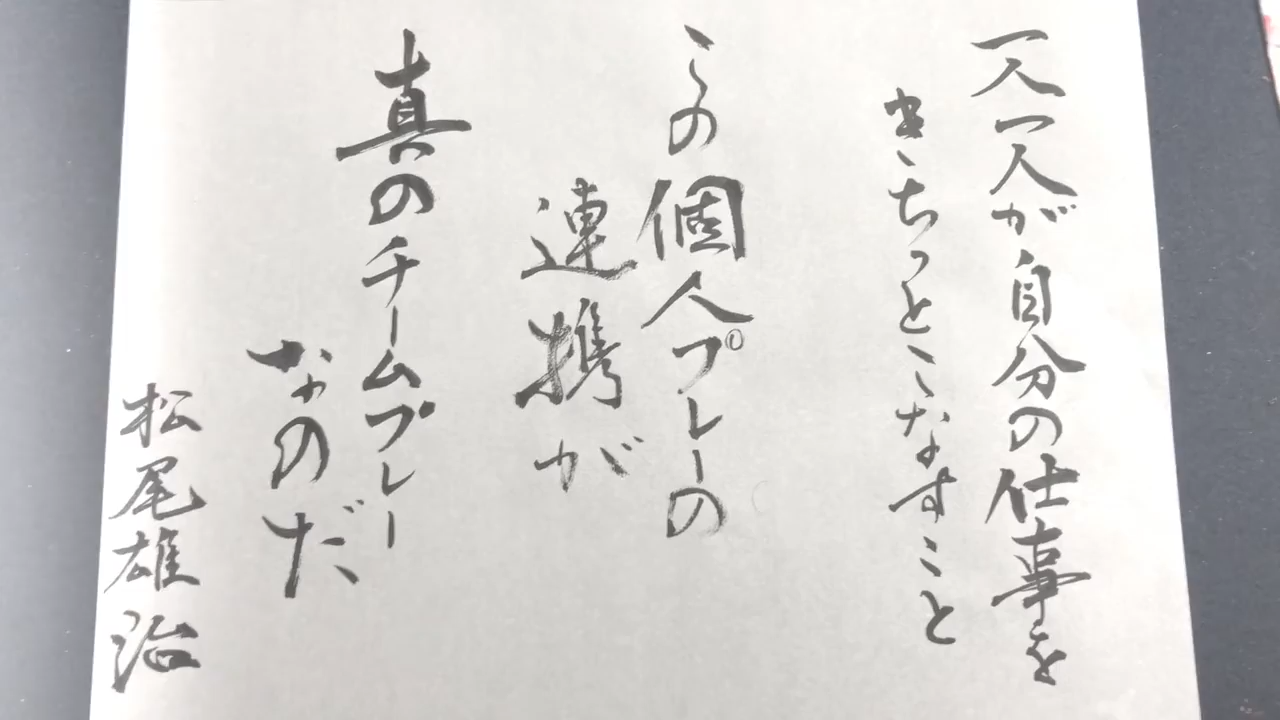 一人一人が自分の仕事を
きちっとこなすこと
この個人プレーの
連携が
真のチームプレー
なのだ
松尾雄治